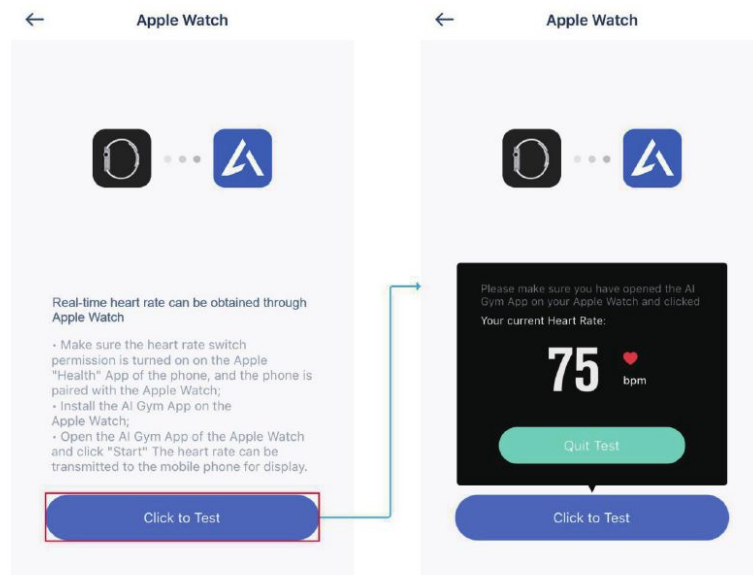 Apple Watch
Real-time heart rate can be obtained through
Apple Watch
• Make sure the heart rate switch
permission is turned on on the Apple
"Health" App of the phone, and the phone is
paired with the Apple Watch;
• Install the AI Gym App on the
Apple Watch;
• Open the AI Gym App of the Apple Watch
and click "Start" The heart rate can be
transmitted to the mobile phone for display.
Click to Test
Apple Watch
Please make sure you have opened the AI
Gym App on your Apple Watch and clicked
Your current Heart Rate:
75
bpm
Quit Test
Click to Test